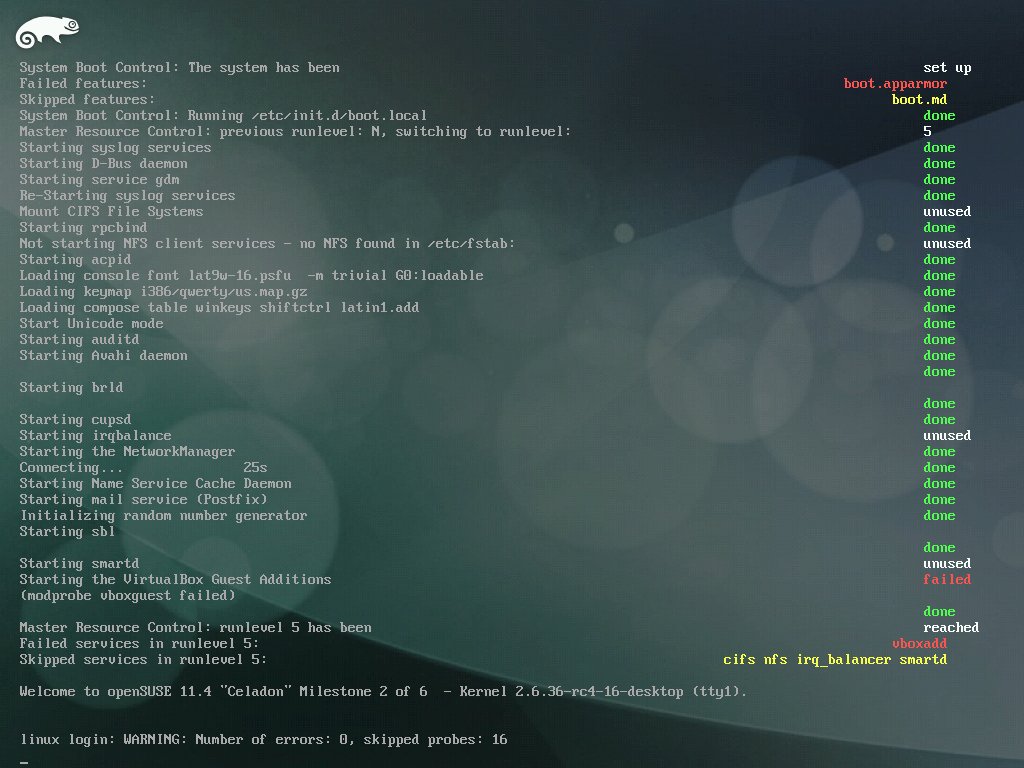 System Boot Control: The system has been set up
Failed features: boot.apparmor
Skipped features: boot.md
System Boot Control: Running /etc/init.d/boot.local done
Master Resource Control: previous runlevel: N, switching to runlevel: 5
Starting syslog services done
Starting D-Bus daemon done
Starting service gdm done
Re-Starting syslog services done
Mount CIFS File Systems unused
Starting rpcbind done
Not starting NFS client services - no NFS found in /etc/fstab: unused
Starting acpid done
Loading console font lat9w-16.psfu  -m trivial G0:loadable done
Loading keymap i386/qwerty/us.map.gz done
Loading compose table winkeys shiftctrl latin1.add done
Start Unicode mode done
Starting auditd done
Starting Avahi daemon done
done
Starting brld
done
Starting cupsd done
Starting irqbalance unused
Starting the NetworkManager done
Connecting... 25s done
Starting Name Service Cache Daemon done
Starting mail service (Postfix) done
Initializing random number generator done
Starting sbl
done
Starting smartd unused
Starting the VirtualBox Guest Additions failed
(modprobe vboxguest failed)
done
Master Resource Control: runlevel 5 has been reached
Failed services in runlevel 5: vboxadd
Skipped services in runlevel 5: cifs nfs irq_balancer smartd
Welcome to openSUSE 11.4 "Celadon" Milestone 2 of 6  - Kernel 2.6.36-rc4-16-desktop (tty1).
linux login: WARNING: Number of errors: 0, skipped probes: 16
_